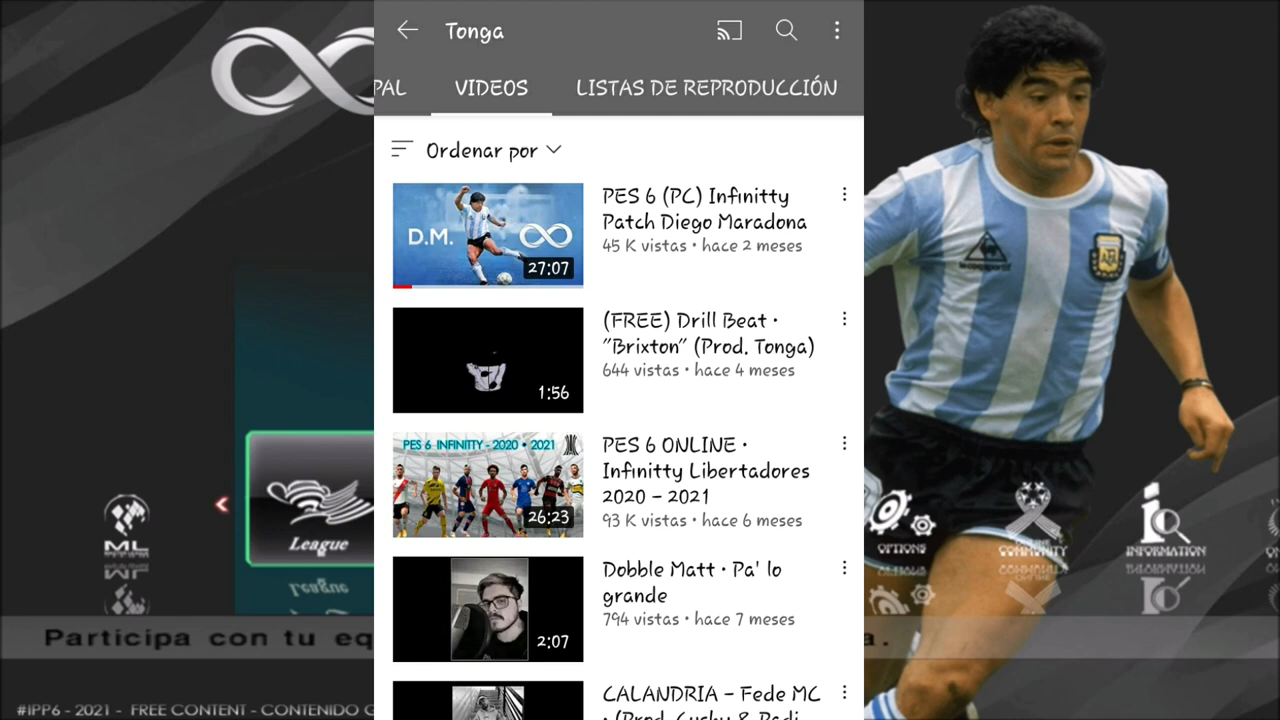 Tonga
PAL
VIDEOS
LISTAS DE REPRODUCCIÓN
Ordenar por
D.M.
27:07
PES 6 (PC) Infinitty
Patch Diego Maradona
45 K vistas • hace 2 meses
1:56
(FREE) Drill Beat •
"Brixton" (Prod. Tonga)
644 vistas • hace 4 meses
PES 6 INFINITTY - 2020 • 2021
26:23
PES 6 ONLINE •
Infinitty Libertadores
2020 - 2021
93 K vistas • hace 6 meses
2:07
Dobble Matt • Pa' lo
grande
794 vistas • hace 7 meses
CALANDRIA - Fede MC
ML
League
OPTIONS
COMMUNITY
INFORMATION
Participa con tu eq
a.
#IPP6 - 2021 - FREE CONTENT - CONTENIDO G